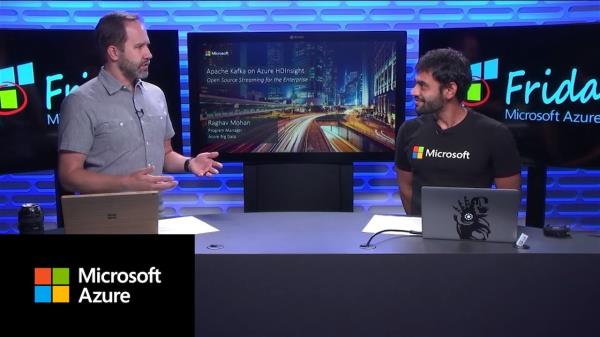 Frida
Microsoft Azure
Microsoft
Apache Kafka on Azure HDInsight
Open Source Streaming for the Enterprise
Raghav Mohan
Program Manager
Azure Big Data
Frida
Microsoft Azure
Microsoft
Microsoft
Azure